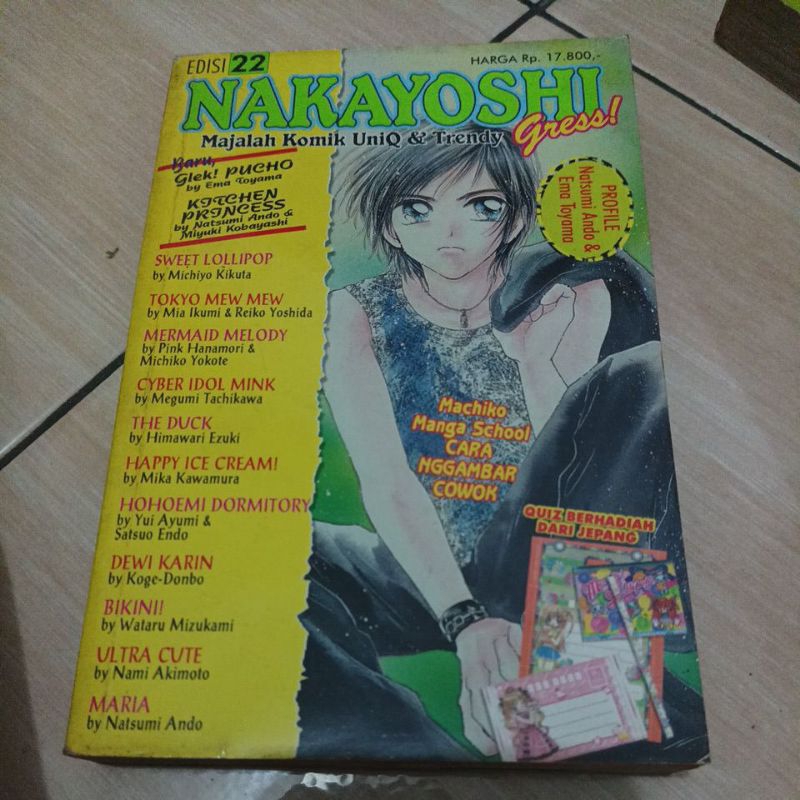 EDISI 22
HARGA Rp. 17.800,-
NAKAYOSHI
Gress!
Majalah Komik UniQ & Trendy
Baru,
Glek! PUCHO
by Ema Toyama
KITCHEN
PRINCESS
by Natsumi Ando &
Miyuki Kobayashi
PROFILE
Natsumi Ando &
Ema Toyama
SWEET LOLLIPOP
by Michiyo Kikuta
TOKYO MEW MEW
by Mia Ikumi & Reiko Yoshida
MERMAID MELODY
by Pink Hanamori &
Michiko Yokote
CYBER IDOL MINK
by Megumi Tachikawa
THE DUCK
by Himawari Ezuki
HAPPY ICE CREAM!
by Mika Kawamura
HOHOEMI DORMITORY
by Yui Ayumi &
Satsuo Endo
DEWI KARIN
by Koge-Donbo
BIKINI!
by Wataru Mizukami
ULTRA CUTE
by Nami Akimoto
MARIA
by Natsumi Ando
Machiko
Manga School
CARA
NGGAMBAR
COWOK
QUIZ BERHADIAH
DARI JEPANG